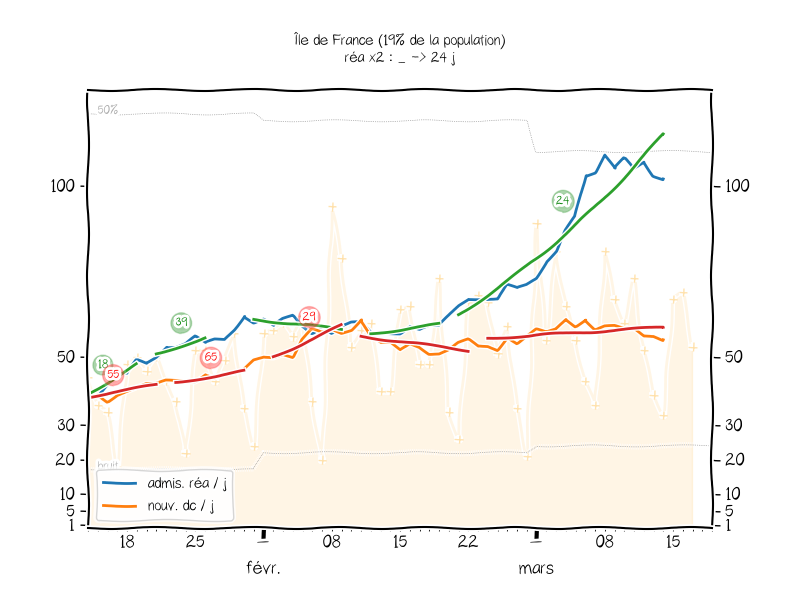 Île de France (19% de la population)
réa x2 : _ -> 24 j
50%
100 100
24
39
29
65
18
55
50 50
30 30
20 20
bruit
10 10
5 5
1 1
admis. réa / j
nouv. dc / j
18 25 08 15 22 08 15
févr. mars